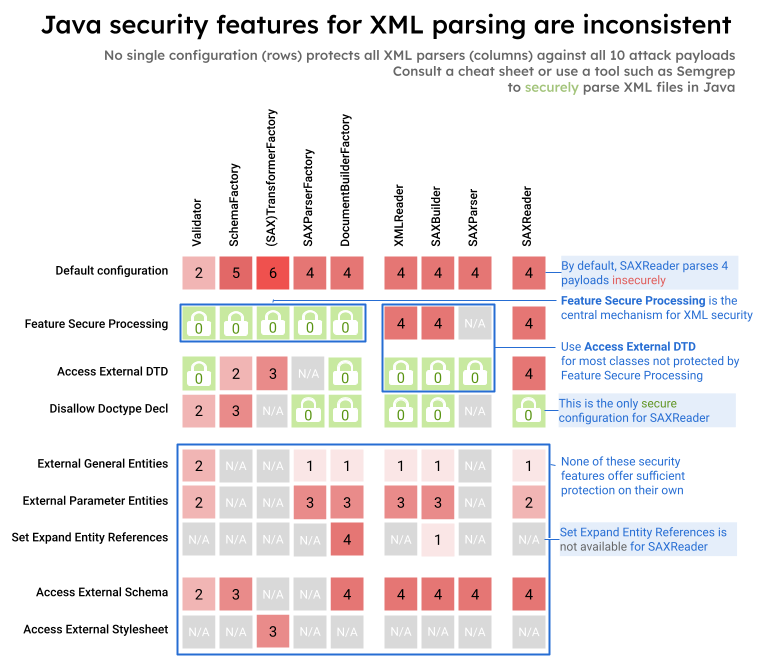 Java security features for XML parsing are inconsistent
No single configuration (rows) protects all XML parsers (columns) against all 10 attack payloads
Consult a cheat sheet or use a tool such as Semgrep
to securely parse XML files in Java
Validator
SchemaFactory
(SAX)TransformerFactory
SAXParserFactory
DocumentBuilderFactory
XMLReader
SAXBuilder
SAXParser
SAXReader
Default configuration 2 5 6 4 4 4 4 4 4
By default, SAXReader parses 4
payloads insecurely
Feature Secure Processing 0 0 0 0 0 4 4 N/A 4
Feature Secure Processing is the
central mechanism for XML security
Use Access External DTD
for most classes not protected by
Feature Secure Processing
Access External DTD 0 2 3 N/A 0 0 0 0 4
Disallow Doctype Decl 2 3 N/A 0 0 0 0 N/A 0
This is the only secure
configuration for SAXReader
External General Entities 2 N/A N/A 1 1 1 1 N/A 1
None of these security
features offer sufficient
protection on their own
External Parameter Entities 2 N/A N/A 3 3 3 3 N/A 2
Set Expand Entity References N/A N/A N/A N/A 4 N/A 1 N/A N/A
Set Expand Entity References is
not available for SAXReader
Access External Schema 2 3 N/A N/A 4 4 4 4 4
Access External Stylesheet N/A N/A 3 N/A N/A N/A N/A N/A N/A